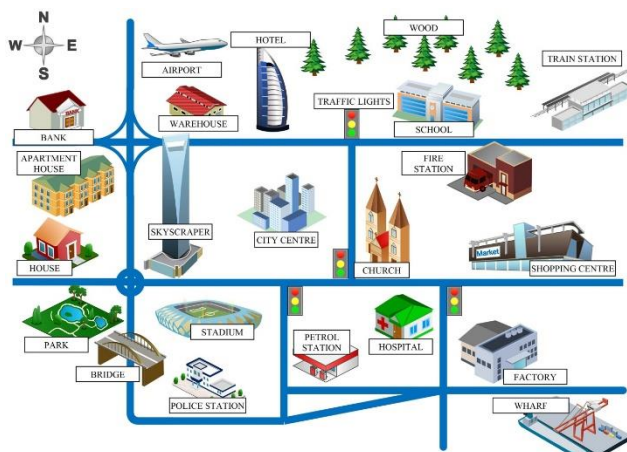 N
W E
S
AIRPORT
HOTEL
WOOD
TRAIN STATION
BANK
BANK
WAREHOUSE
TRAFFIC LIGHTS
SCHOOL
APARTMENT
HOUSE
FIRE
STATION
HOUSE
SKYSCRAPER
CITY CENTRE
CHURCH
Market
SHOPPING CENTRE
PARK
STADIUM
PETROL
STATION
HOSPITAL
BRIDGE
POLICE STATION
FACTORY
WHARF